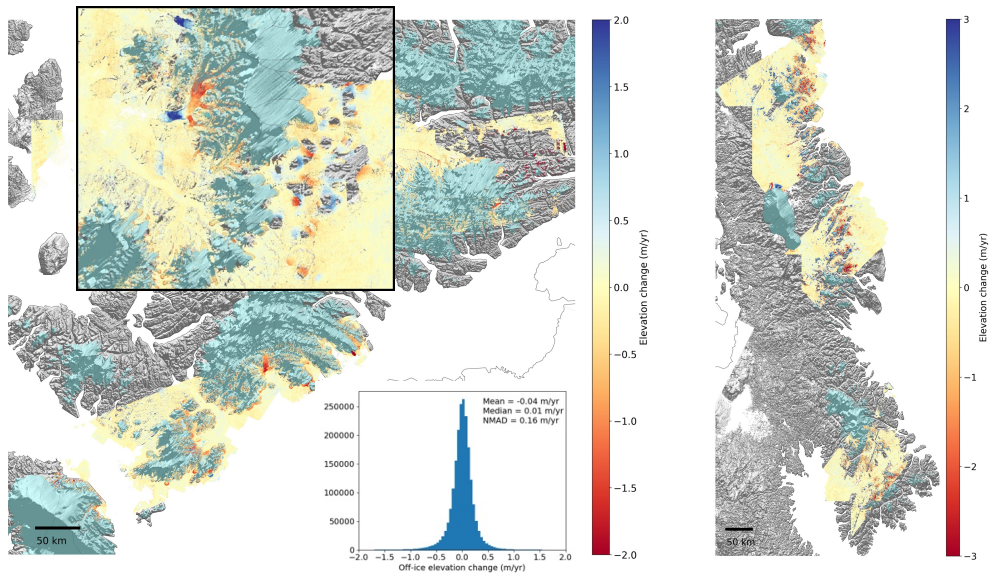 2.0
1.5
1.0
0.5
0.0
−0.5
−1.0
−1.5
−2.0
Elevation change (m/yr)
50 km
Mean = -0.04 m/yr
Median = 0.01 m/yr
NMAD = 0.16 m/yr
250000
200000
150000
100000
50000
0
−2.0 −1.5 −1.0 −0.5 0.0 0.5 1.0 1.5 2.0
Off-ice elevation change (m/yr)
3
2
1
0
−1
−2
−3
Elevation change (m/yr)
50 km